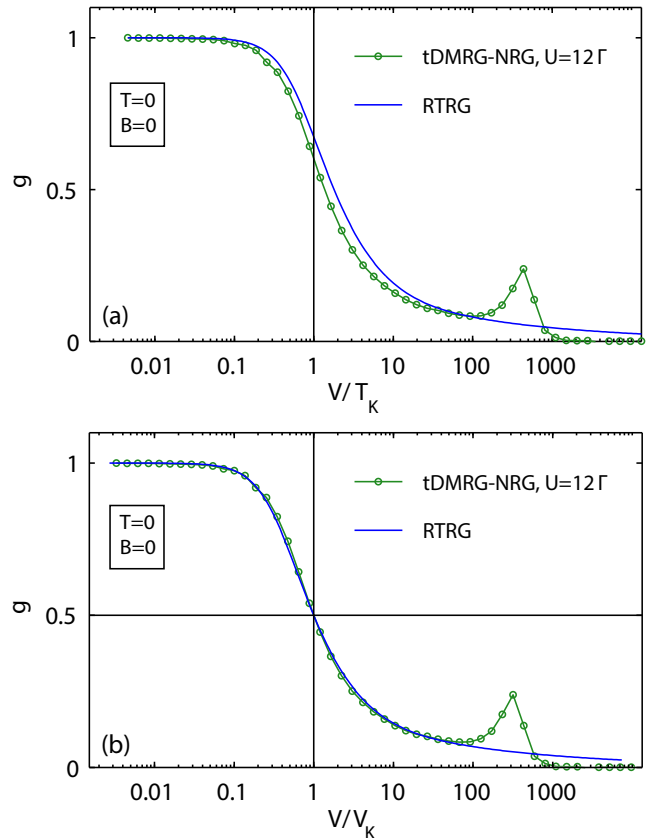 1
tDMRG-NRG, U=12Γ
RTRG
T=0
B=0
g
0.5
(a)
0
0.01
0.1
1
10
100
1000
V/T_K
1
tDMRG-NRG, U=12Γ
RTRG
T=0
B=0
g
0.5
(b)
0
0.01
0.1
1
10
100
1000
V/V_K